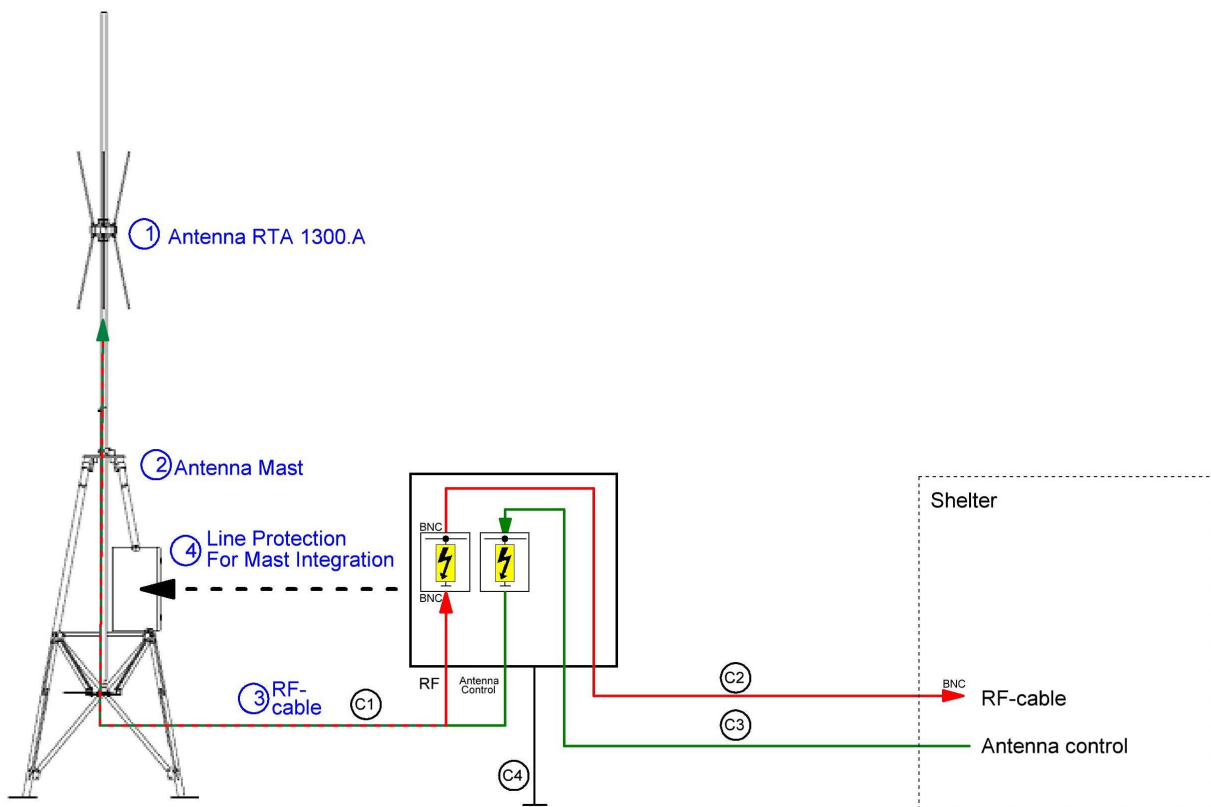 1 Antenna RTA 1300.A
2 Antenna Mast
4 Line Protection
For Mast Integration
BNC
BNC
RF
Antenna
Control
3 RF-
cable
C1
C2
C3
C4
Shelter
BNC
RF-cable
Antenna control